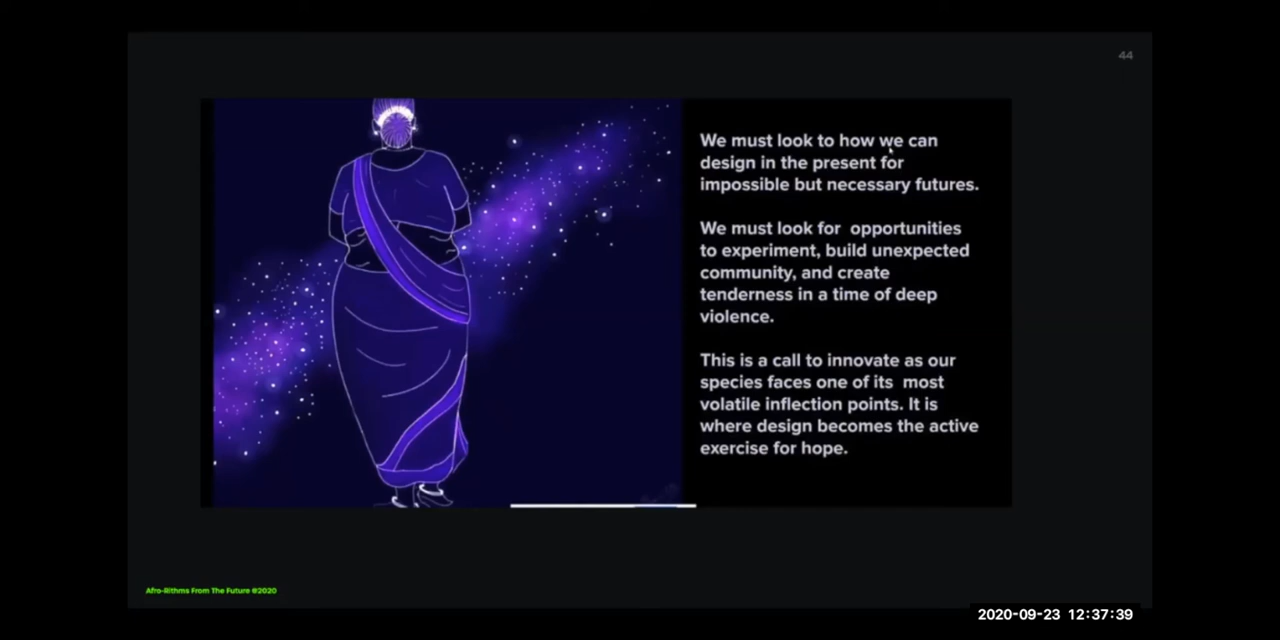 44
We must look to how we can
design in the present for
impossible but necessary futures.
We must look for  opportunities
to experiment, build unexpected
community, and create
tenderness in a time of deep
violence.
This is a call to innovate as our
species faces one of its  most
volatile inflection points. It is
where design becomes the active
exercise for hope.
Afro-Rithms From The Future ©2020
2020-09-23 12:37:39